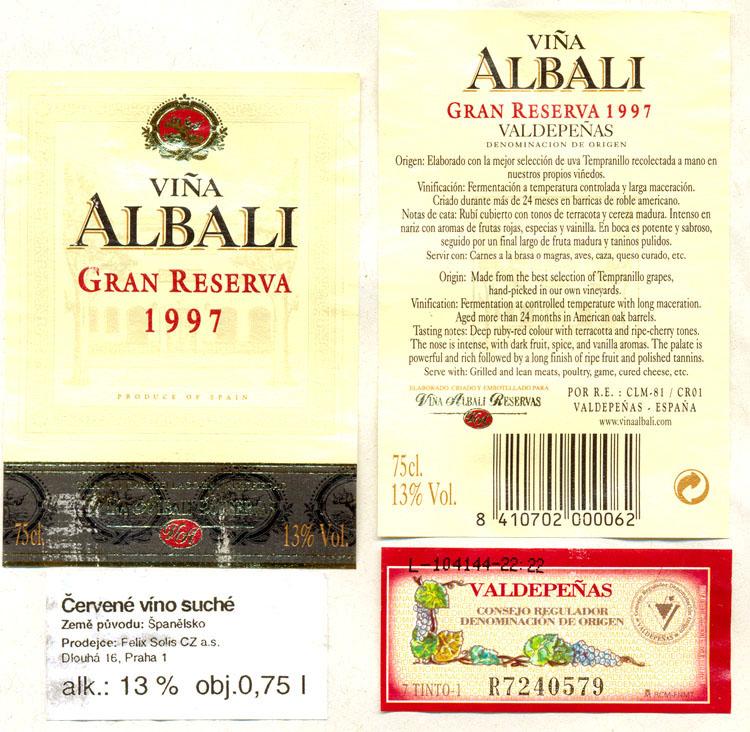 VIÑA
ALBALI
GRAN RESERVA
1997
PRODUCE OF SPAIN
75cl.
13% Vol.
Červené víno suché
Země původu: Španělsko
Prodejce: Felix Solis CZ a.s.
Dlouhá 16, Praha 1
alk.: 13 % obj.0,75 l
VIÑA
ALBALI
GRAN RESERVA 1997
VALDEPEÑAS
DENOMINACION DE ORIGEN
Origen: Elaborado con la mejor selección de uva Tempranillo recolectada a mano en
nuestros propios viñedos.
Vinificación: Fermentación a temperatura controlada y larga maceración.
Criado durante más de 24 meses en barricas de roble americano.
Notas de cata: Rubí cubierto con tonos de terracota y cereza madura. Intenso en
nariz con aromas de frutas rojas, especias y vainilla. En boca es potente y sabroso,
seguido por un final largo de fruta madura y taninos pulidos.
Servir con: Carnes a la brasa o magras, aves, caza, queso curado, etc.
Origin: Made from the best selection of Tempranillo grapes,
hand-picked in our own vineyards.
Vinification: Fermentation at controlled temperature with long maceration.
Aged more than 24 months in American oak barrels.
Tasting notes: Deep ruby-red colour with terracotta and ripe-cherry tones.
The nose is intense, with dark fruit, spice, and vanilla aromas. The palate is
powerful and rich followed by a long finish of ripe fruit and polished tannins.
Serve with: Grilled and lean meats, poultry, game, cured cheese, etc.
ELABORADO CRIADO Y EMBOTELLADO PARA
VIÑA ALBALI RESERVAS
POR R.E. : CLM-81 / CR01
VALDEPEÑAS - ESPAÑA
www.vinaalbali.com
75cl.
13% Vol.
8 410702 000062
L-104144-22:22
VALDEPEÑAS
CONSEJO REGULADOR
DENOMINACIÓN DE ORIGEN
7 TINTO-1
R7240579